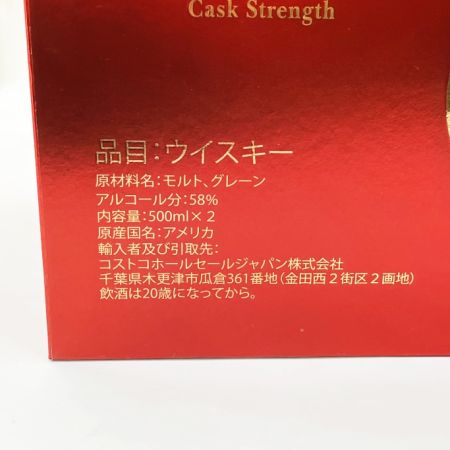 Cask Strength
品目：ウイスキー
原材料名：モルト、グレーン
アルコール分：58%
内容量：500ml×2
原産国名：アメリカ
輸入者及び引取先：
コストコホールセールジャパン株式会社
千葉県木更津市瓜倉361番地（金田西２街区２画地）
飲酒は20歳になってから。